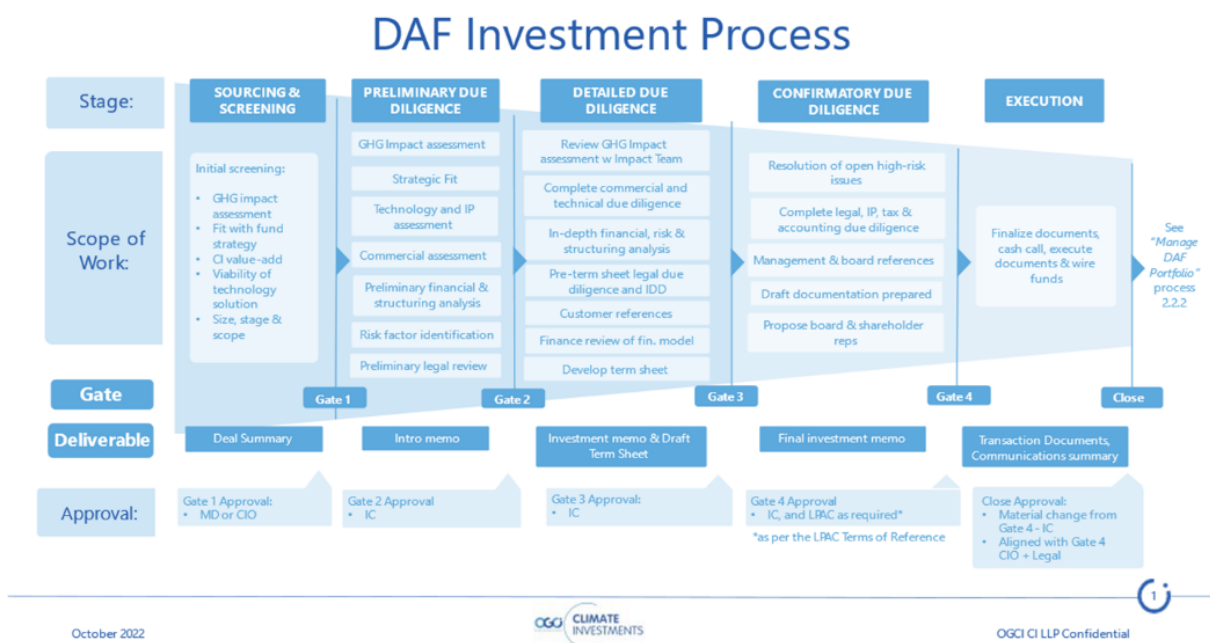 DAF Investment Process
Stage:
SOURCING &
SCREENING
PRELIMINARY DUE
DILIGENCE
DETAILED DUE
DILIGENCE
CONFIRMATORY DUE
DILIGENCE
EXECUTION
Scope of
Work:
Initial screening:
• GHG impact
assessment
• Fit with fund
strategy
• CI value-add
• Viability of
technology
solution
• Size, stage &
scope
GHG Impact assessment
Strategic Fit
Technology and IP
assessment
Commercial assessment
Preliminary financial &
structuring analysis
Risk factor identification
Preliminary legal review
Review GHG Impact
assessment w Impact Team
Complete commercial and
technical due diligence
In-depth financial, risk &
structuring analysis
Pre-term sheet legal due
diligence and IDD
Customer references
Finance review of fin. model
Develop term sheet
Resolution of open high-risk
issues
Complete legal, IP, tax &
accounting due diligence
Management & board references
Draft documentation prepared
Propose board & shareholder
reps
Finalize documents,
cash call, execute
documents & wire
funds
See
"Manage
DAF
Portfolio"
process
2.2.2
Gate
Gate 1
Gate 2
Gate 3
Gate 4
Close
Deliverable
Deal Summary
Intro memo
Investment memo & Draft
Term Sheet
Final investment memo
Transaction Documents,
Communications summary
Approval:
Gate 1 Approval:
• MD or CIO
Gate 2 Approval
• IC
Gate 3 Approval:
• IC
Gate 4 Approval
• IC, and LPAC as required*
*as per the LPAC Terms of Reference
Close Approval:
• Material change from
Gate 4 - IC
• Aligned with Gate 4
CIO + Legal
1
October 2022
OGCI
CLIMATE
INVESTMENTS
OGCI CI LLP Confidential